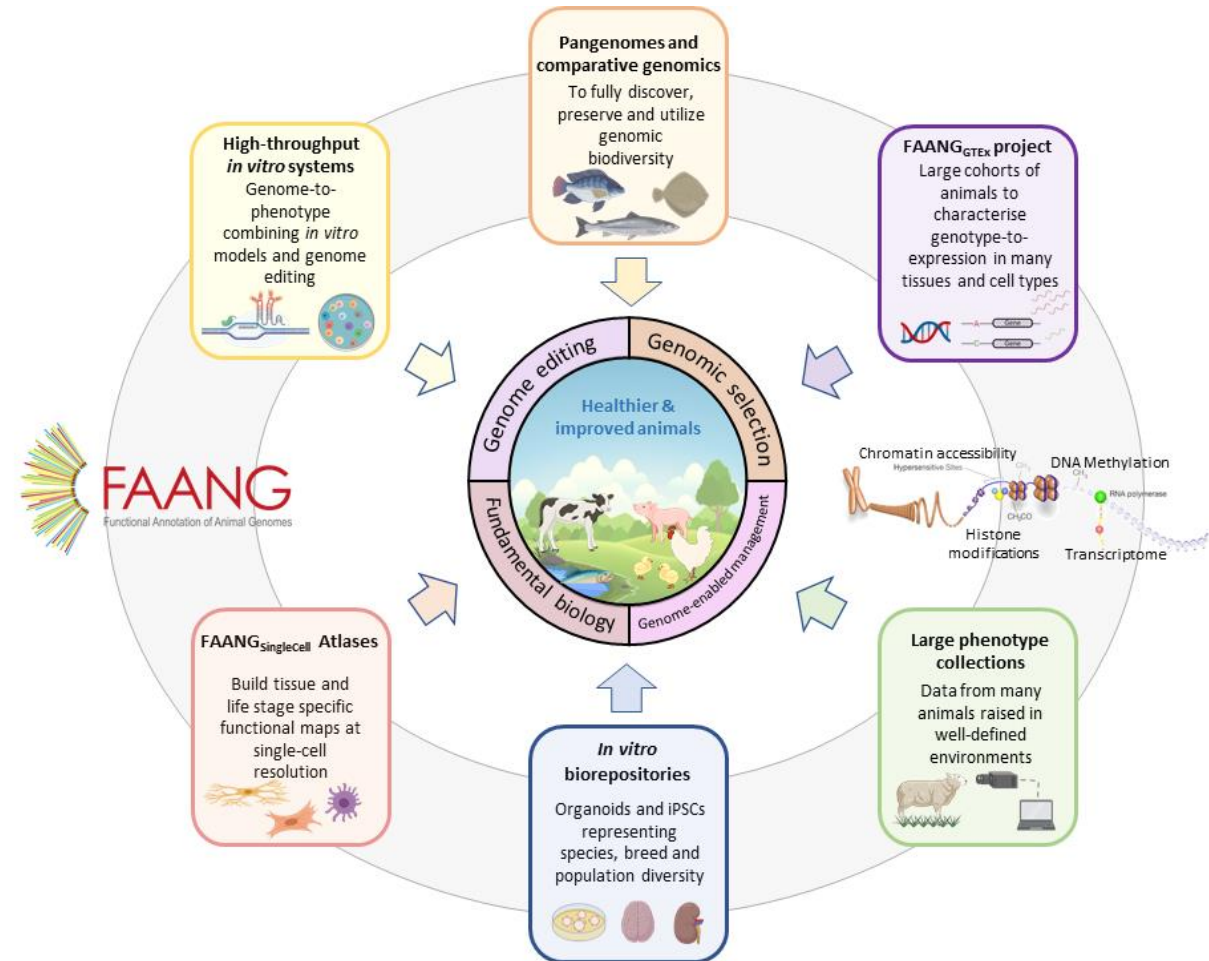 Pangenomes and
comparative genomics
To fully discover,
preserve and utilize
genomic
biodiversity
High-throughput
in vitro systems
Genome-to-
phenotype
combining in vitro
models and genome
editing
FAANGGTEx project
Large cohorts of
animals to
characterise
genotype-to-
expression in many
tissues and cell types
A
Gene
C
Gene
Genome editing
Genomic selection
Healthier &
improved animals
Fundamental biology
Genome-enabled management
FAANG
Functional Annotation of Animal Genomes
Chromatin accessibility
Hypersensitive Sites
CH3
CH3CO
DNA Methylation
CH3
RNA polymerase
Histone
modifications
Transcriptome
FAANGSingleCell Atlases
Build tissue and
life stage specific
functional maps at
single-cell
resolution
In vitro
biorepositories
Organoids and iPSCs
representing
species, breed and
population diversity
Large phenotype
collections
Data from many
animals raised in
well-defined
environments